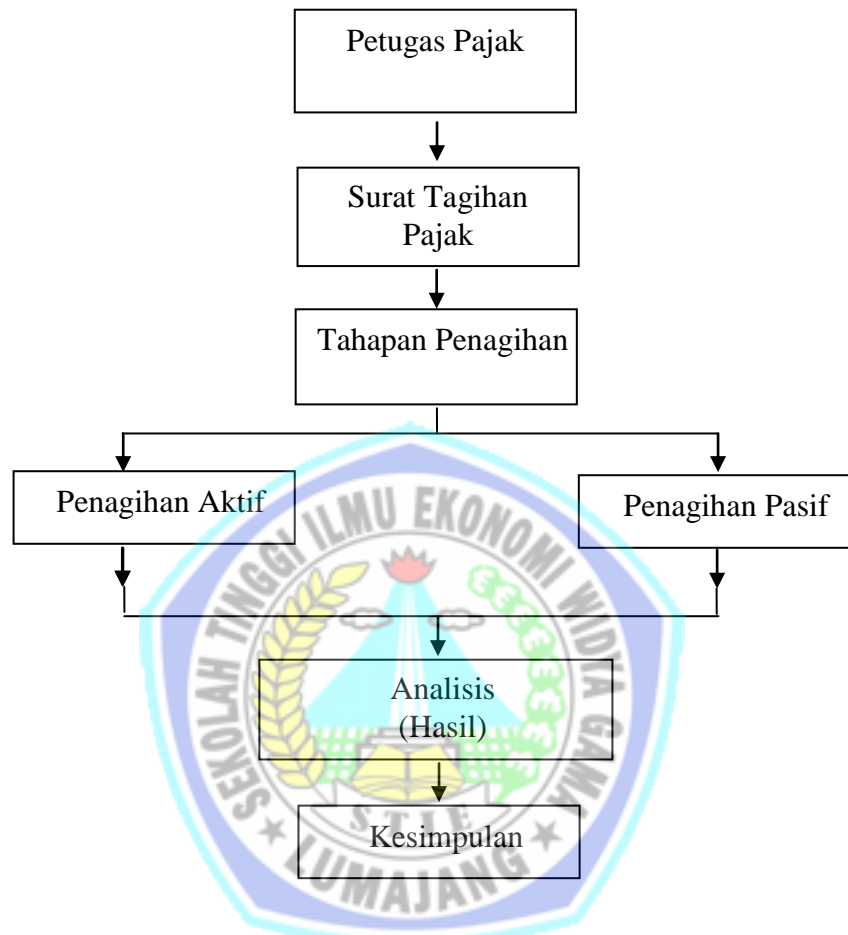 Petugas Pajak
Surat Tagihan
Pajak
Tahapan Penagihan
Penagihan Aktif
Penagihan Pasif
SEKOLAH TINGGI ILMU EKONOMI WIDYA GAMA
Analisis
(Hasil)
S T I E
Kesimpulan
LUMAJANG